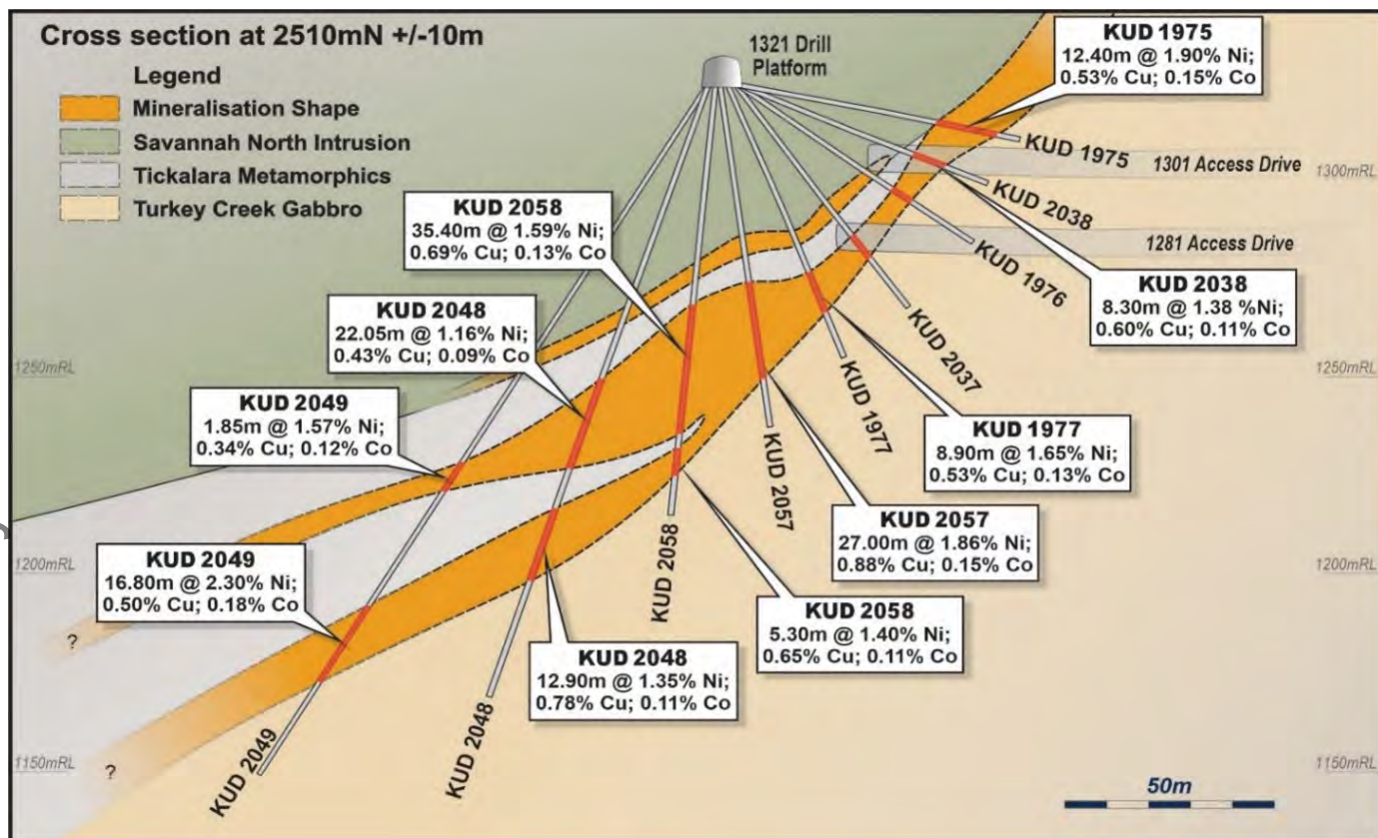 Cross section at 2510mN +/-10m
Legend
Mineralisation Shape
Savannah North Intrusion
Tickalara Metamorphics
Turkey Creek Gabbro
1321 Drill
Platform
KUD 1975
12.40m @ 1.90% Ni;
0.53% Cu; 0.15% Co
KUD 1975
1301 Access Drive
1300mRL
KUD 2038
1281 Access Drive
KUD 1976
KUD 2038
8.30m @ 1.38 %Ni;
0.60% Cu; 0.11% Co
KUD 2058
35.40m @ 1.59% Ni;
0.69% Cu; 0.13% Co
KUD 2048
22.05m @ 1.16% Ni;
0.43% Cu; 0.09% Co
KUD 2037
1250mRL
1250mRL
KUD 2049
1.85m @ 1.57% Ni;
0.34% Cu; 0.12% Co
KUD 1977
KUD 1977
8.90m @ 1.65% Ni;
0.53% Cu; 0.13% Co
KUD 2057
KUD 2057
27.00m @ 1.86% Ni;
0.88% Cu; 0.15% Co
KUD 2058
KUD 2049
16.80m @ 2.30% Ni;
0.50% Cu; 0.18% Co
1200mRL
1200mRL
KUD 2058
5.30m @ 1.40% Ni;
0.65% Cu; 0.11% Co
?
KUD 2048
12.90m @ 1.35% Ni;
0.78% Cu; 0.11% Co
KUD 2048
KUD 2049
?
1150mRL
1150mRL
50m